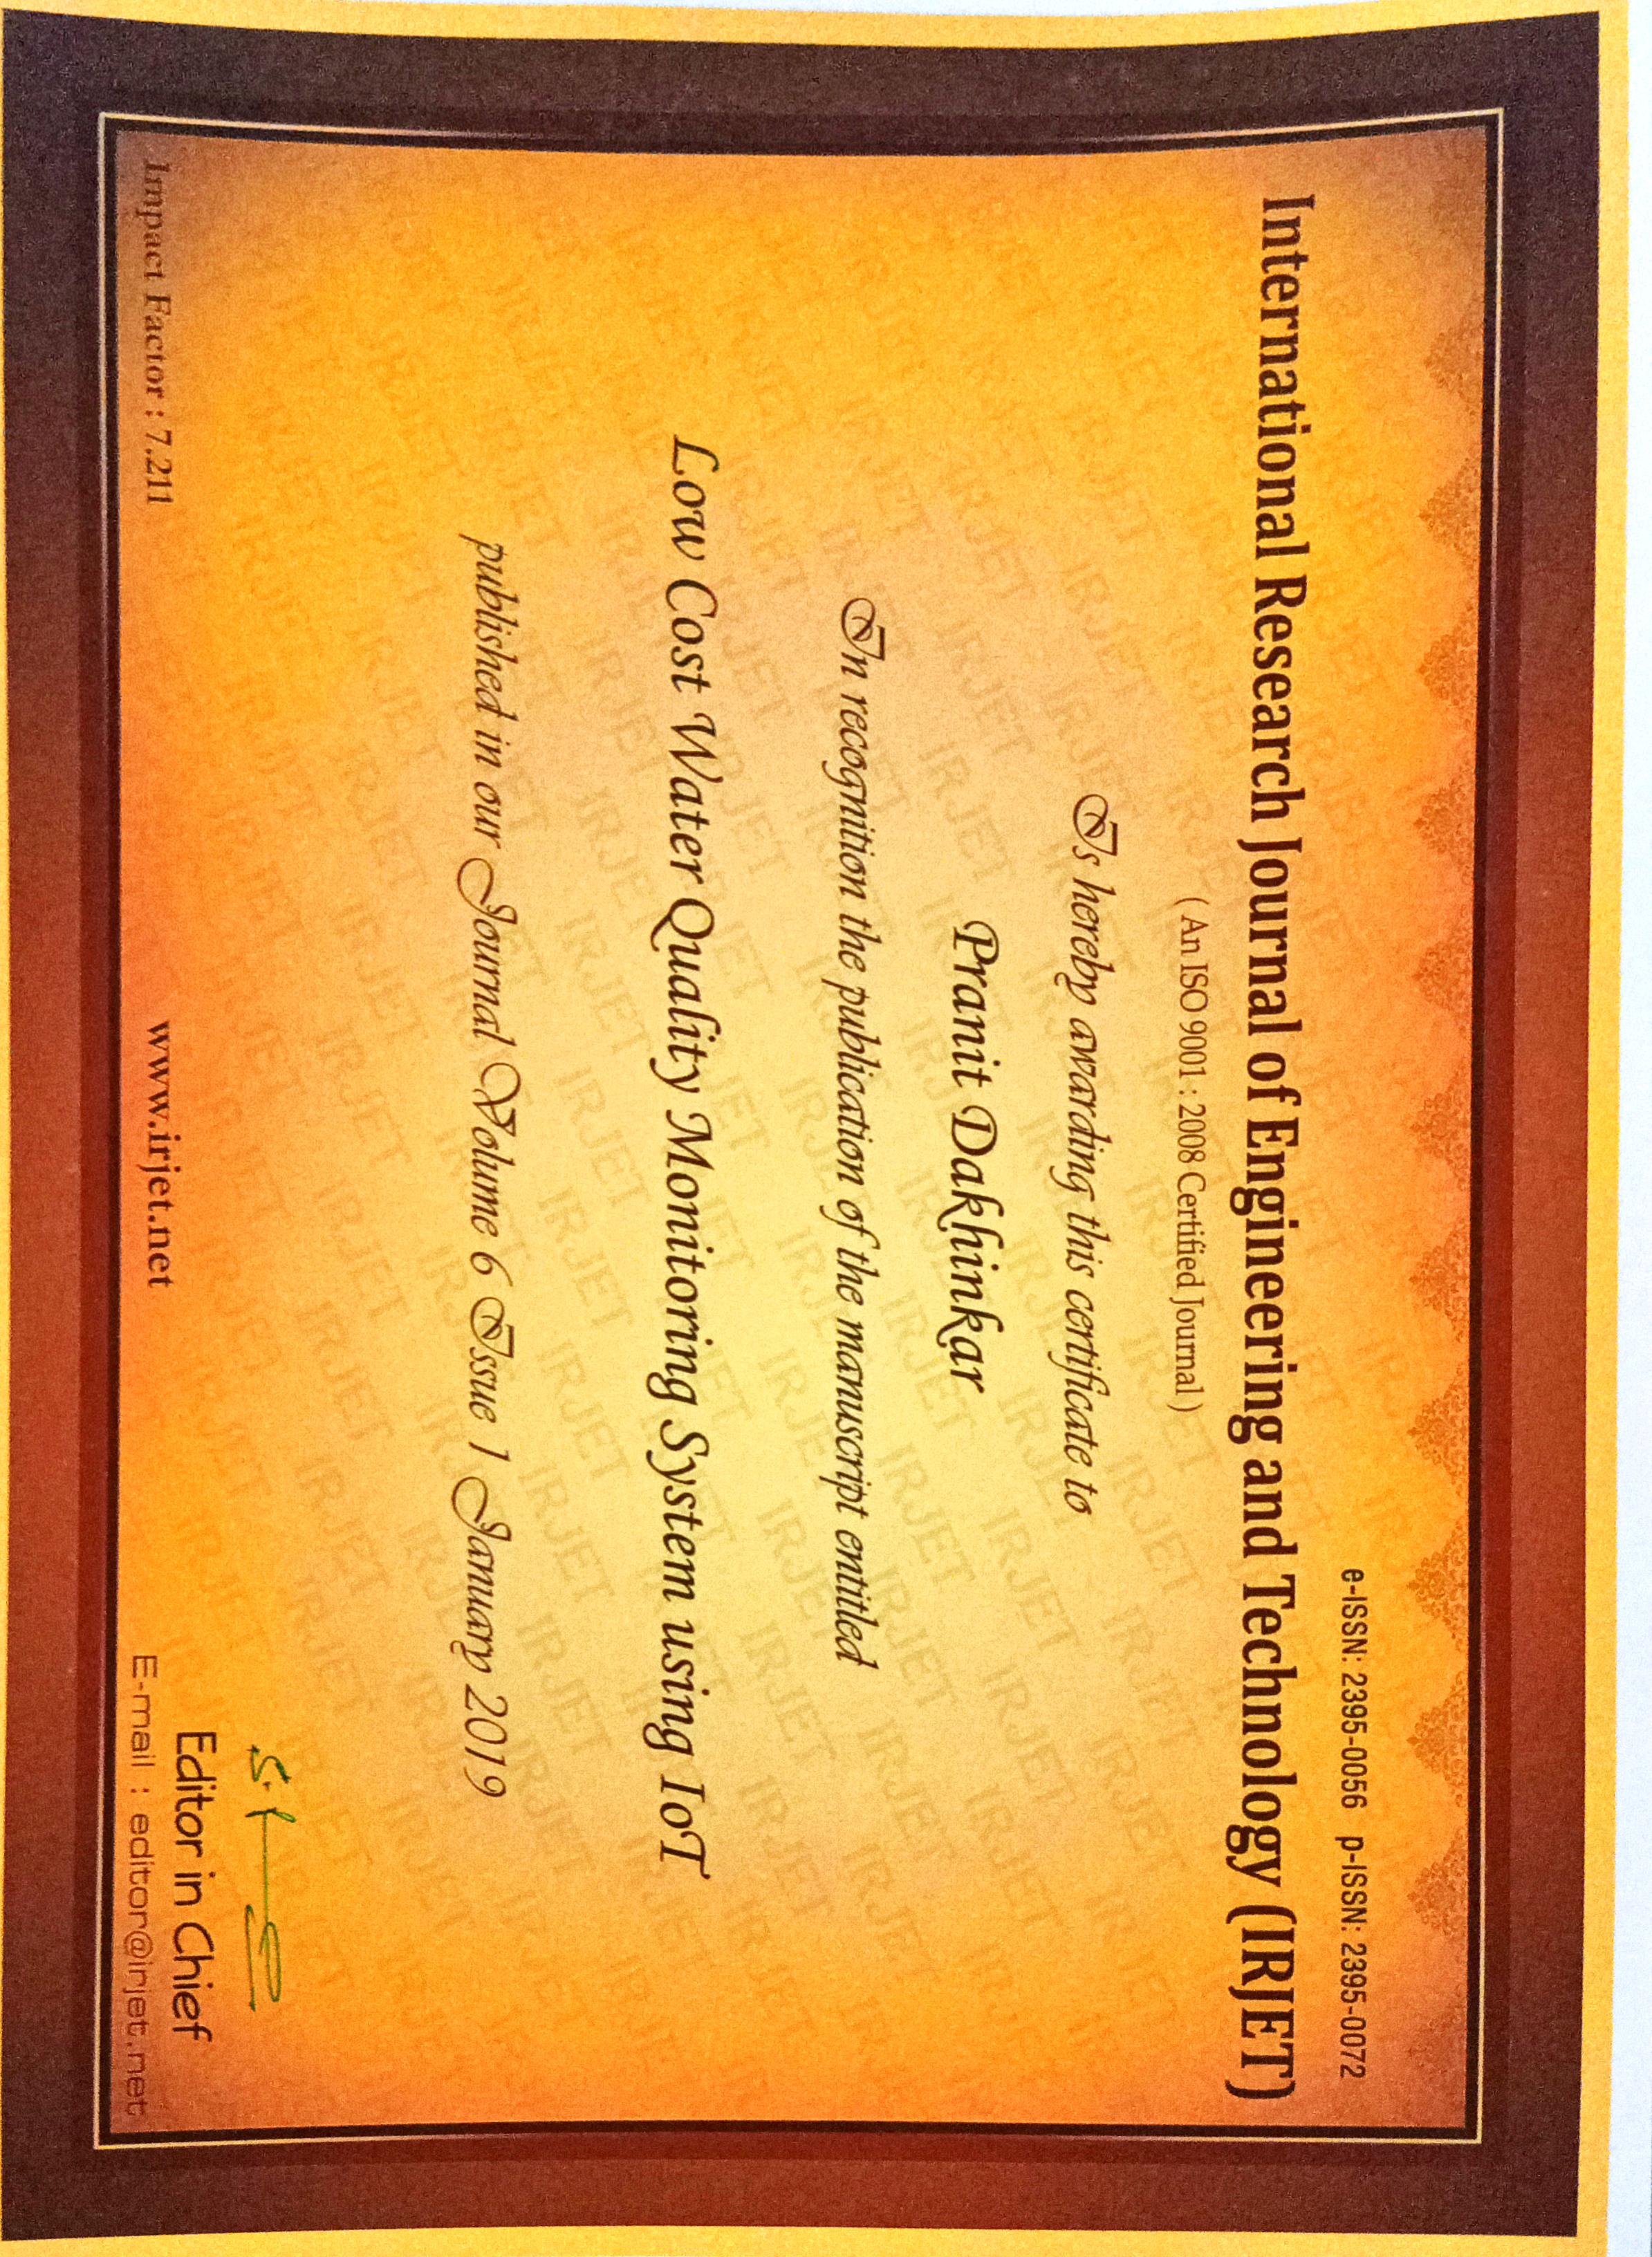 e-ISSN: 2395-0056 p-ISSN: 2395-0072
International Research Journal of Engineering and Technology (IRJET)
( An ISO 9001 : 2008 Certified Journal )
Is hereby awarding this certificate to
Pranit Dakhinkar
In recognition the publication of the manuscript entitled
Low Cost Water Quality Monitoring System using IoT
published in our Journal Volume 6 Issue 1 January 2019
Editor in Chief
Impact Factor : 7.211
www.irjet.net
E-mail : editor@irjet.net